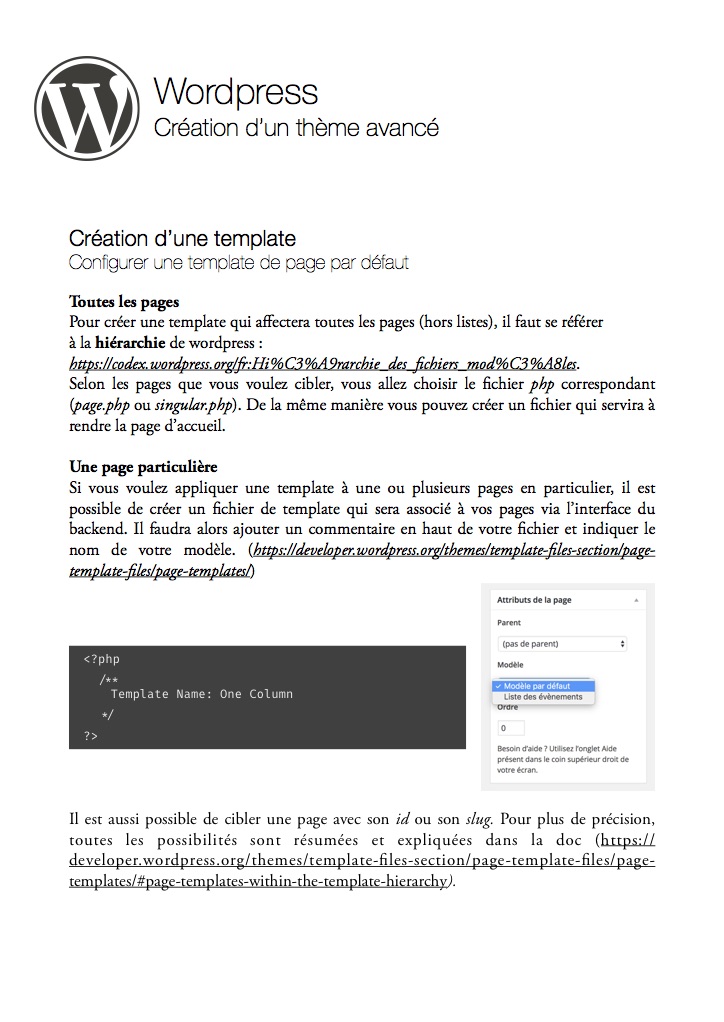 Wordpress
Création d'un thème avancé
Création d'une template
Configurer une template de page par défaut
Toutes les pages
Pour créer une template qui affectera toutes les pages (hors listes), il faut se référer
à la hiérarchie de wordpress :
https://codex.wordpress.org/fr:Hi%C3%A9rarchie_des_fichiers_mod%C3%A8les.
Selon les pages que vous voulez cibler, vous allez choisir le fichier php correspondant
(page.php ou singular.php). De la même manière vous pouvez créer un fichier qui servira à
rendre la page d'accueil.
Une page particulière
Si vous voulez appliquer une template à une ou plusieurs pages en particulier, il est
possible de créer un fichier de template qui sera associé à vos pages via l'interface du
backend. Il faudra alors ajouter un commentaire en haut de votre fichier et indiquer le
nom de votre modèle. (https://developer.wordpress.org/themes/template-files-section/page-
template-files/page-templates/)
<?php
/**
Template Name: One Column
*/
?>
Attributs de la page
Parent
(pas de parent)
Modèle
✓ Modèle par défaut
Liste des évènements
Ordre
0
Besoin d'aide ? Utilisez l'onglet Aide
présent dans le coin supérieur droit de
votre écran.
Il est aussi possible de cibler une page avec son id ou son slug. Pour plus de précision,
toutes les possibilités sont résumées et expliquées dans la doc (https://
developer.wordpress.org/themes/template-files-section/page-template-files/page-
templates/#page-templates-within-the-template-hierarchy).